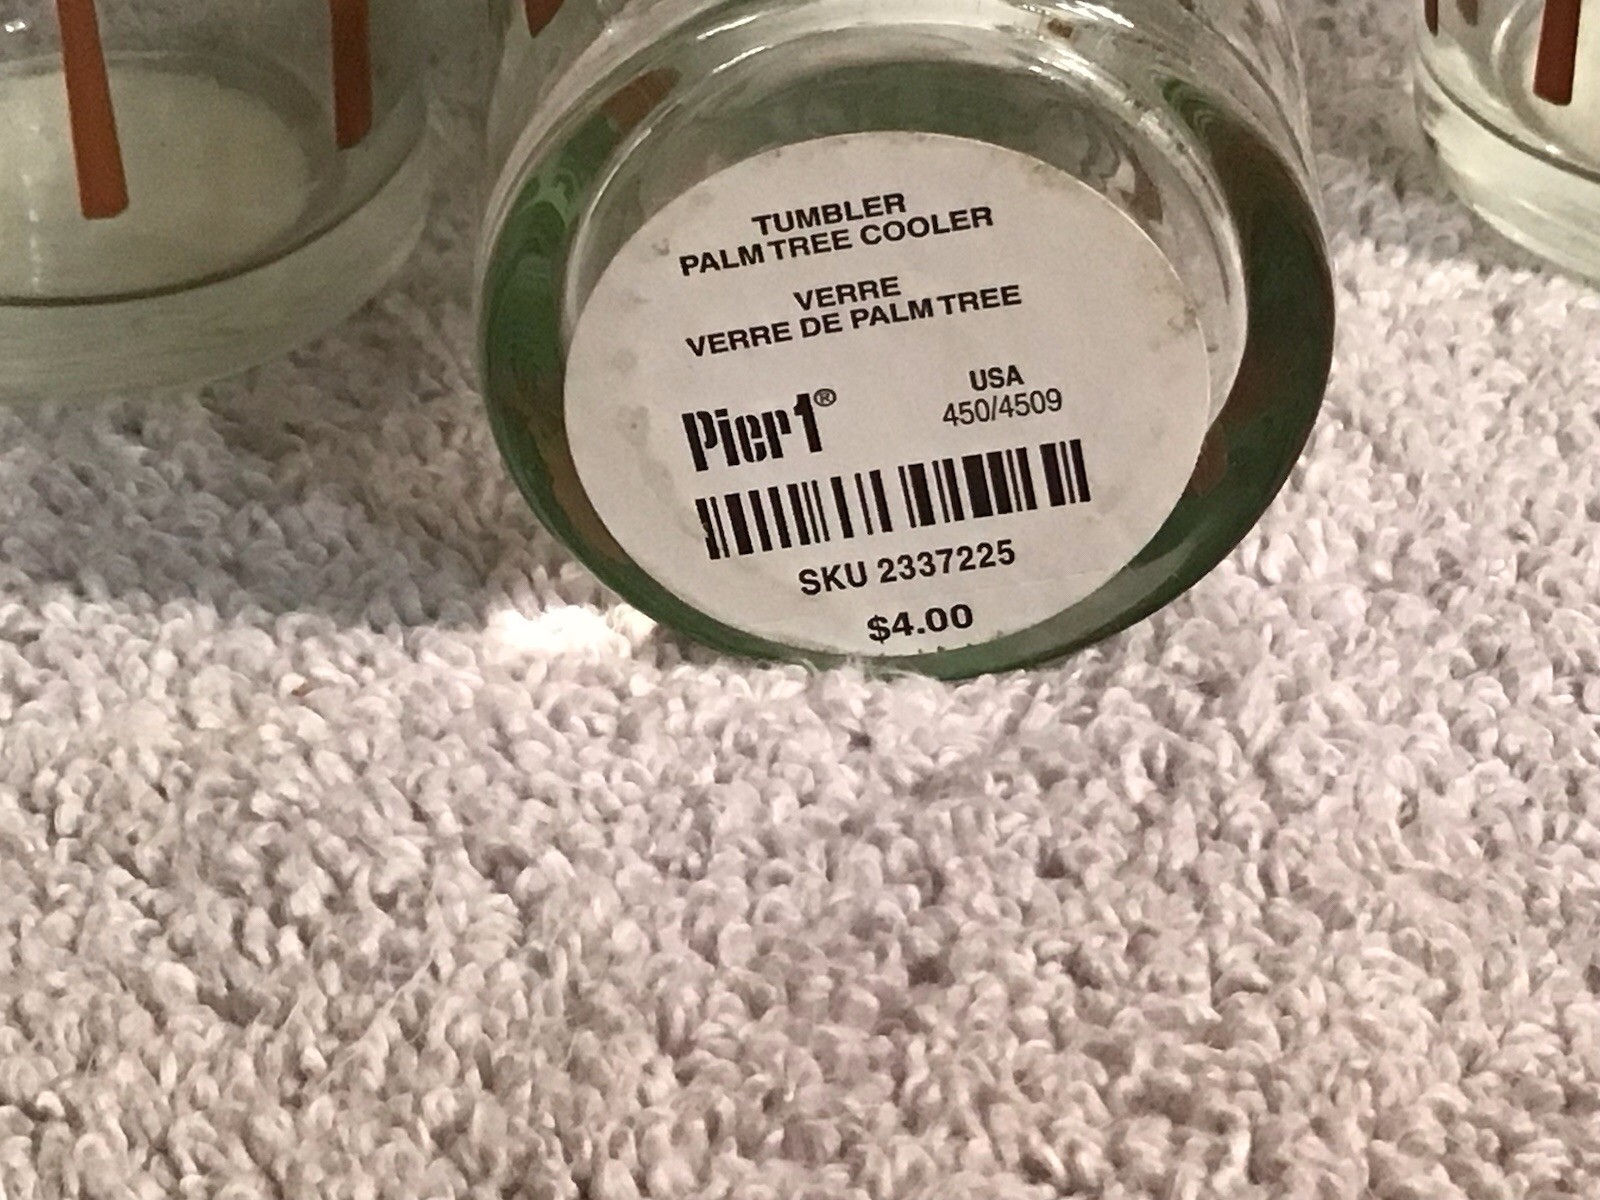 TUMBLER
PALM TREE COOLER
VERRE
VERRE DE PALM TREE
USA
450/4509
Pier1®
SKU 2337225
$4.00